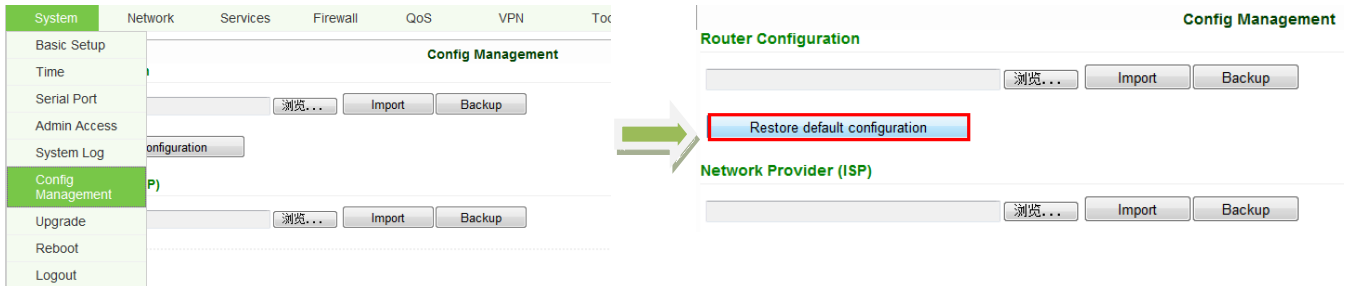 System Network Services Firewall QoS VPN Too
Basic Setup
Time
Serial Port
Admin Access
System Log
Config
Management
Upgrade
Reboot
Logout
Config Management
浏览... Import Backup
onfiguration
P)
浏览... Import Backup
Config Management
Router Configuration
浏览... Import Backup
Restore default configuration
Network Provider (ISP)
浏览... Import Backup